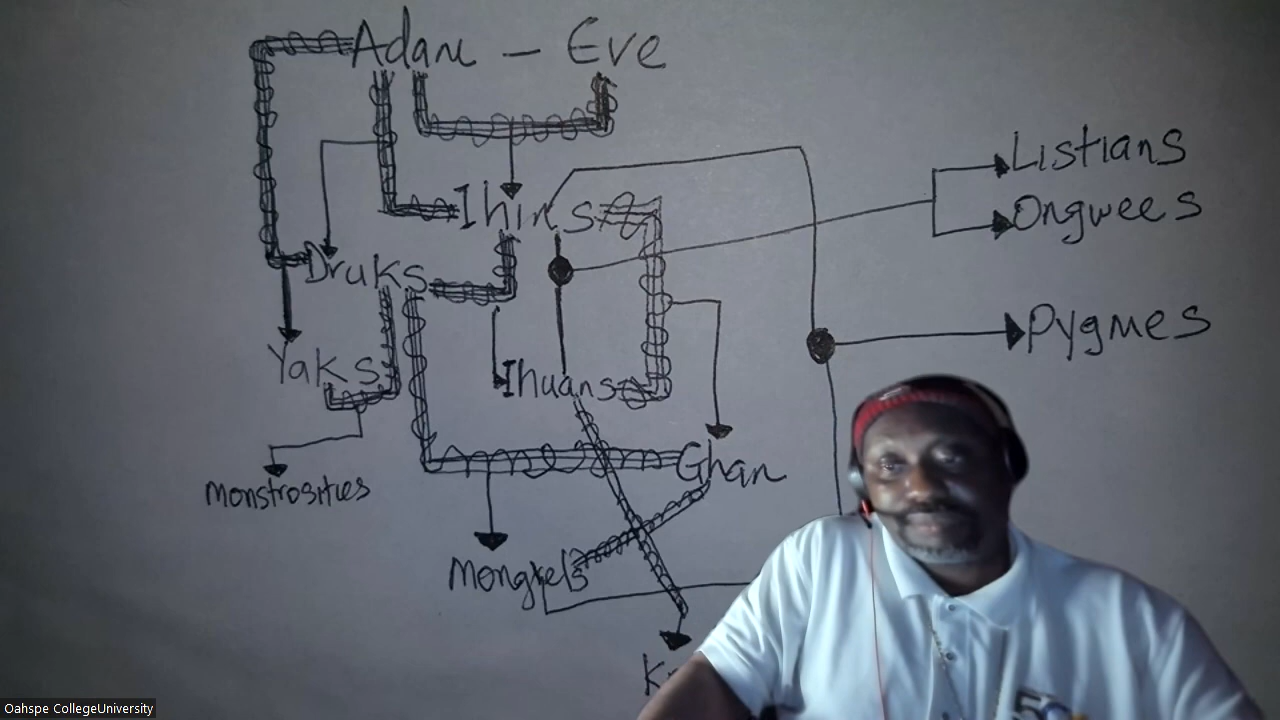 Adam - Eve
Listians
Ihins
Ongwees
Druks
Pygmes
Yaks
Ihuans
Ghan
Monstrosities
Mongrels
Oahspe CollegeUniversity